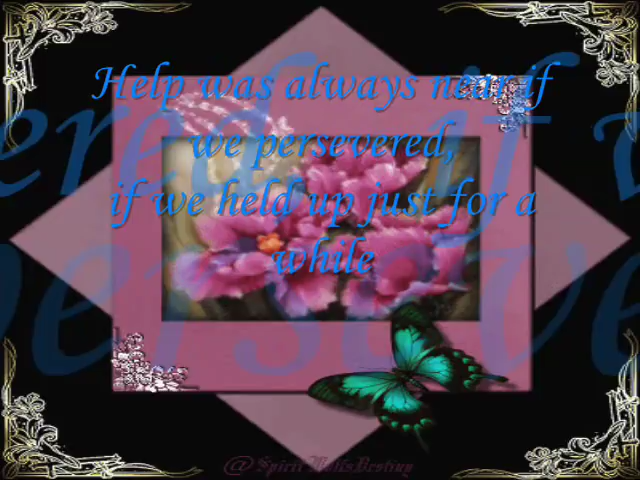 Help was always near if
we persevered,
if we held up just for a
while